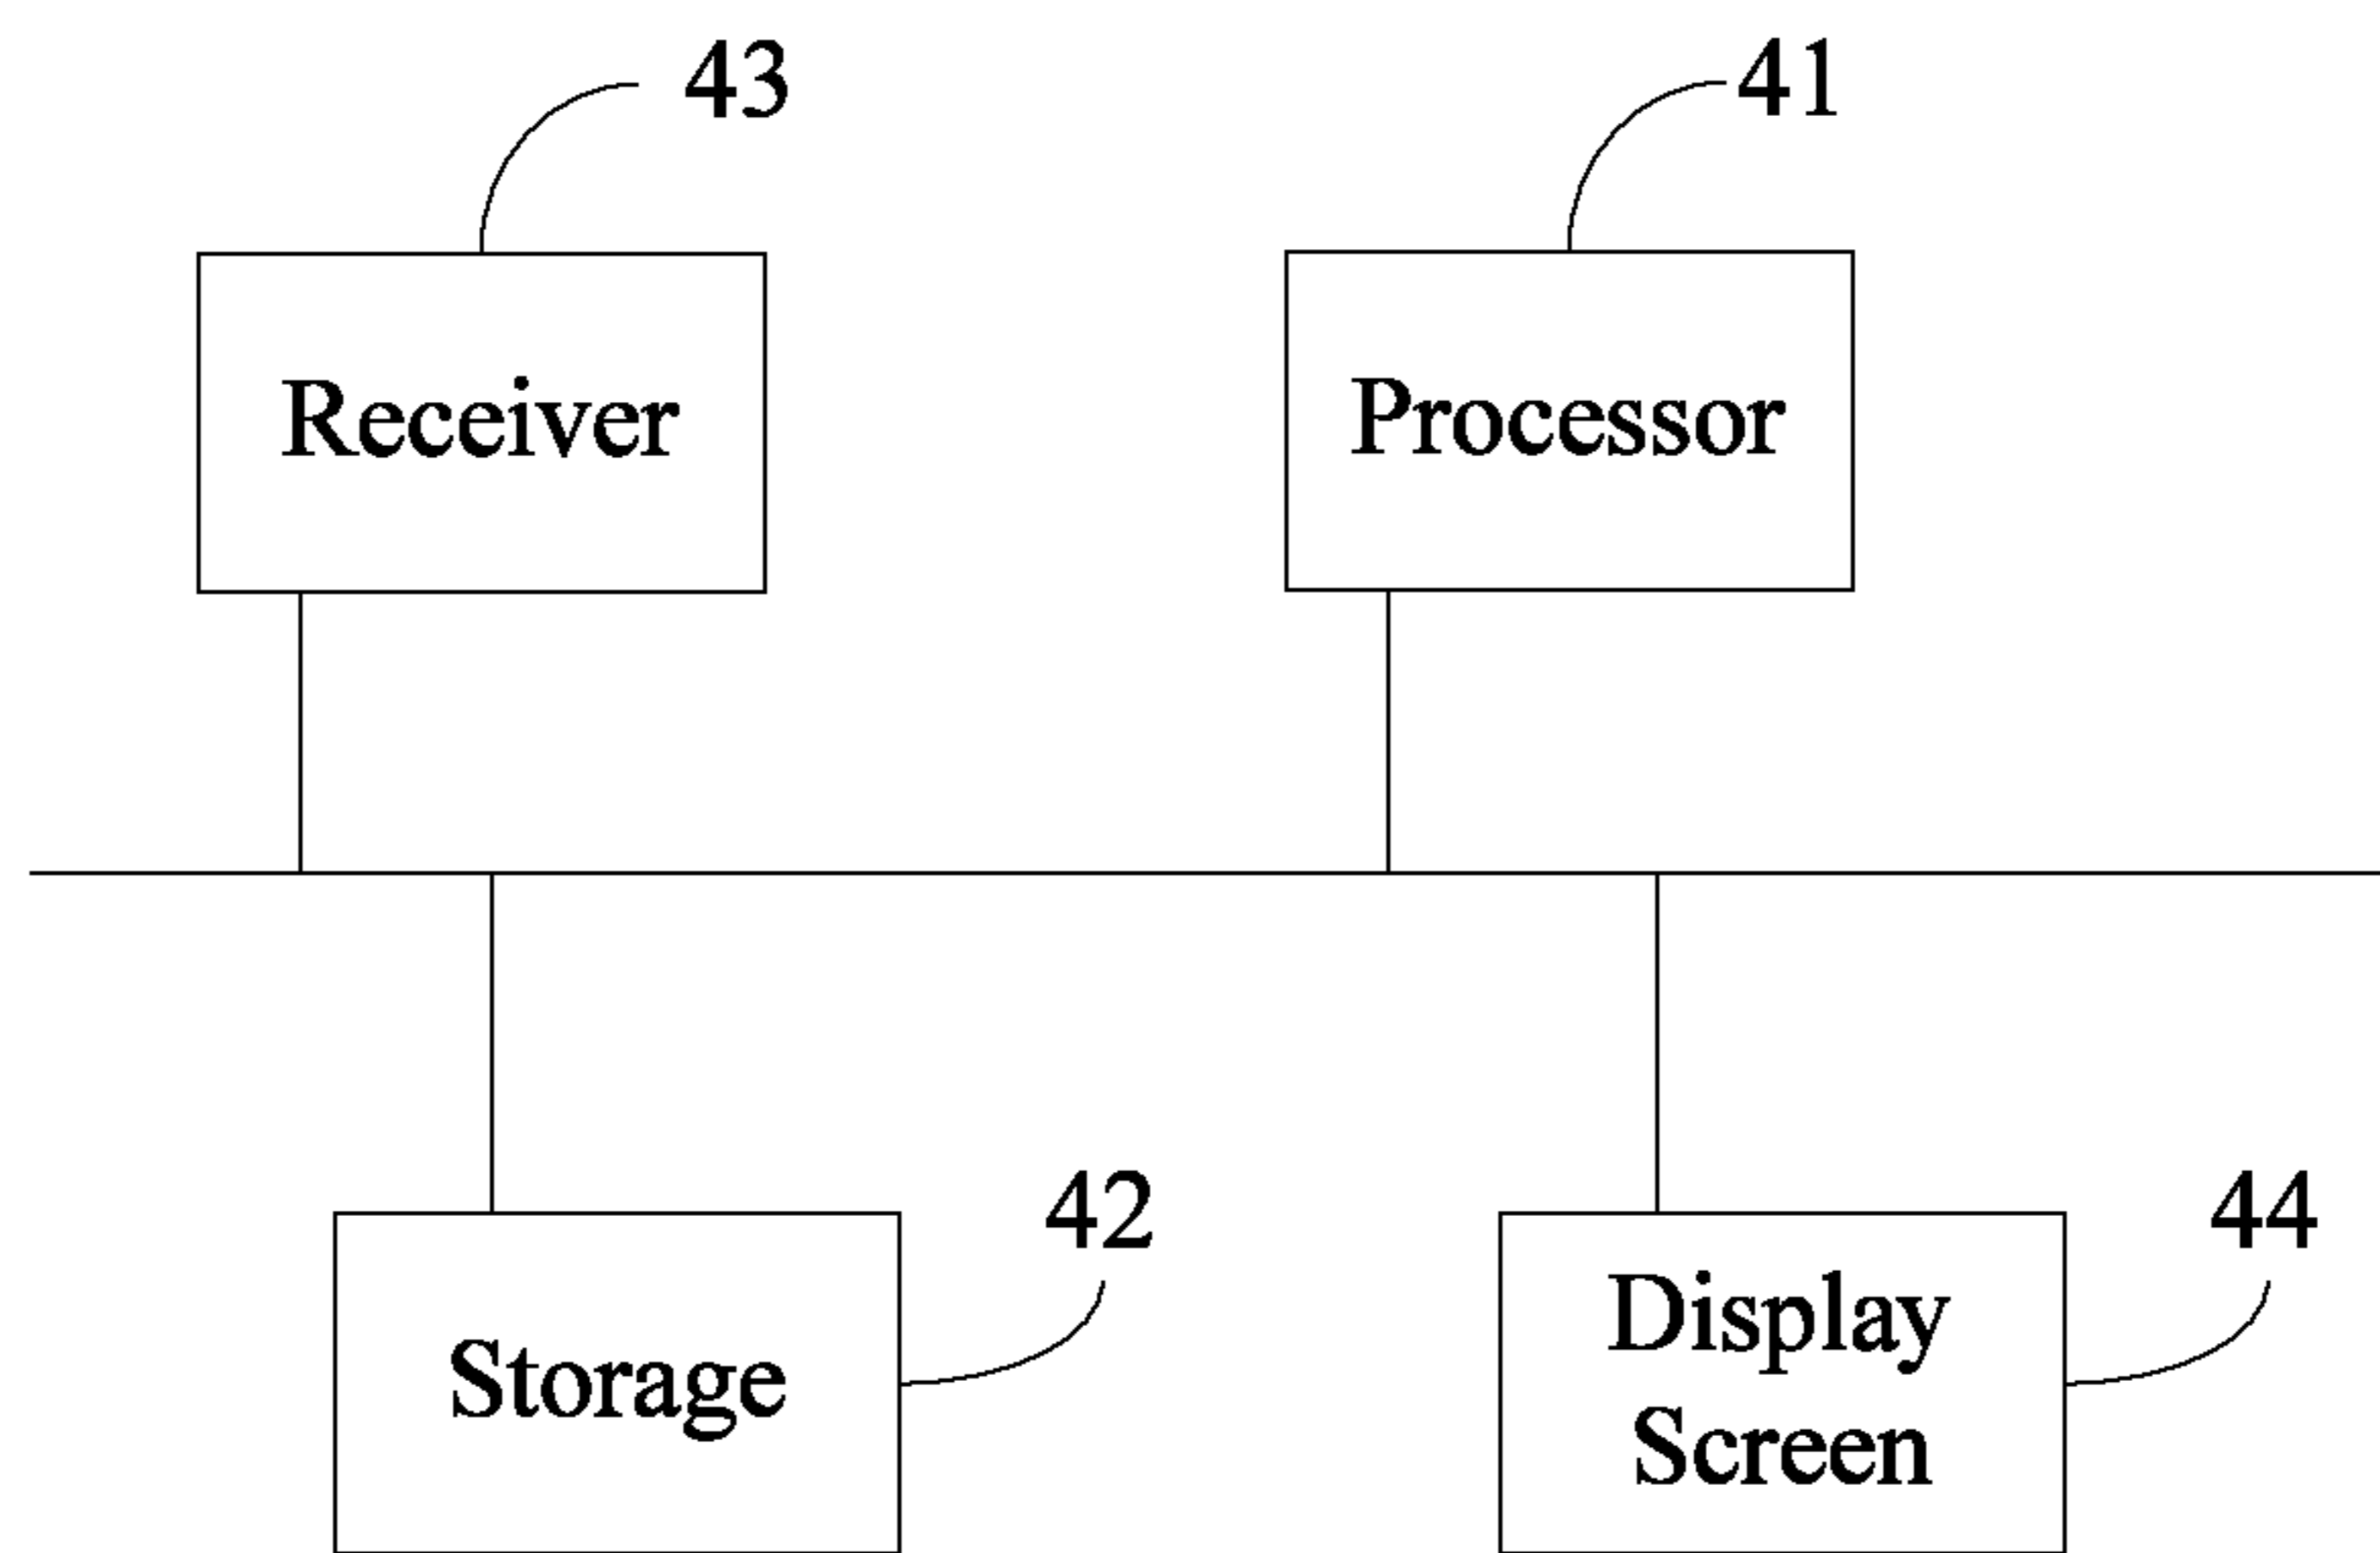 43
41
Receiver
Processor
42
44
Storage
Display
Screen